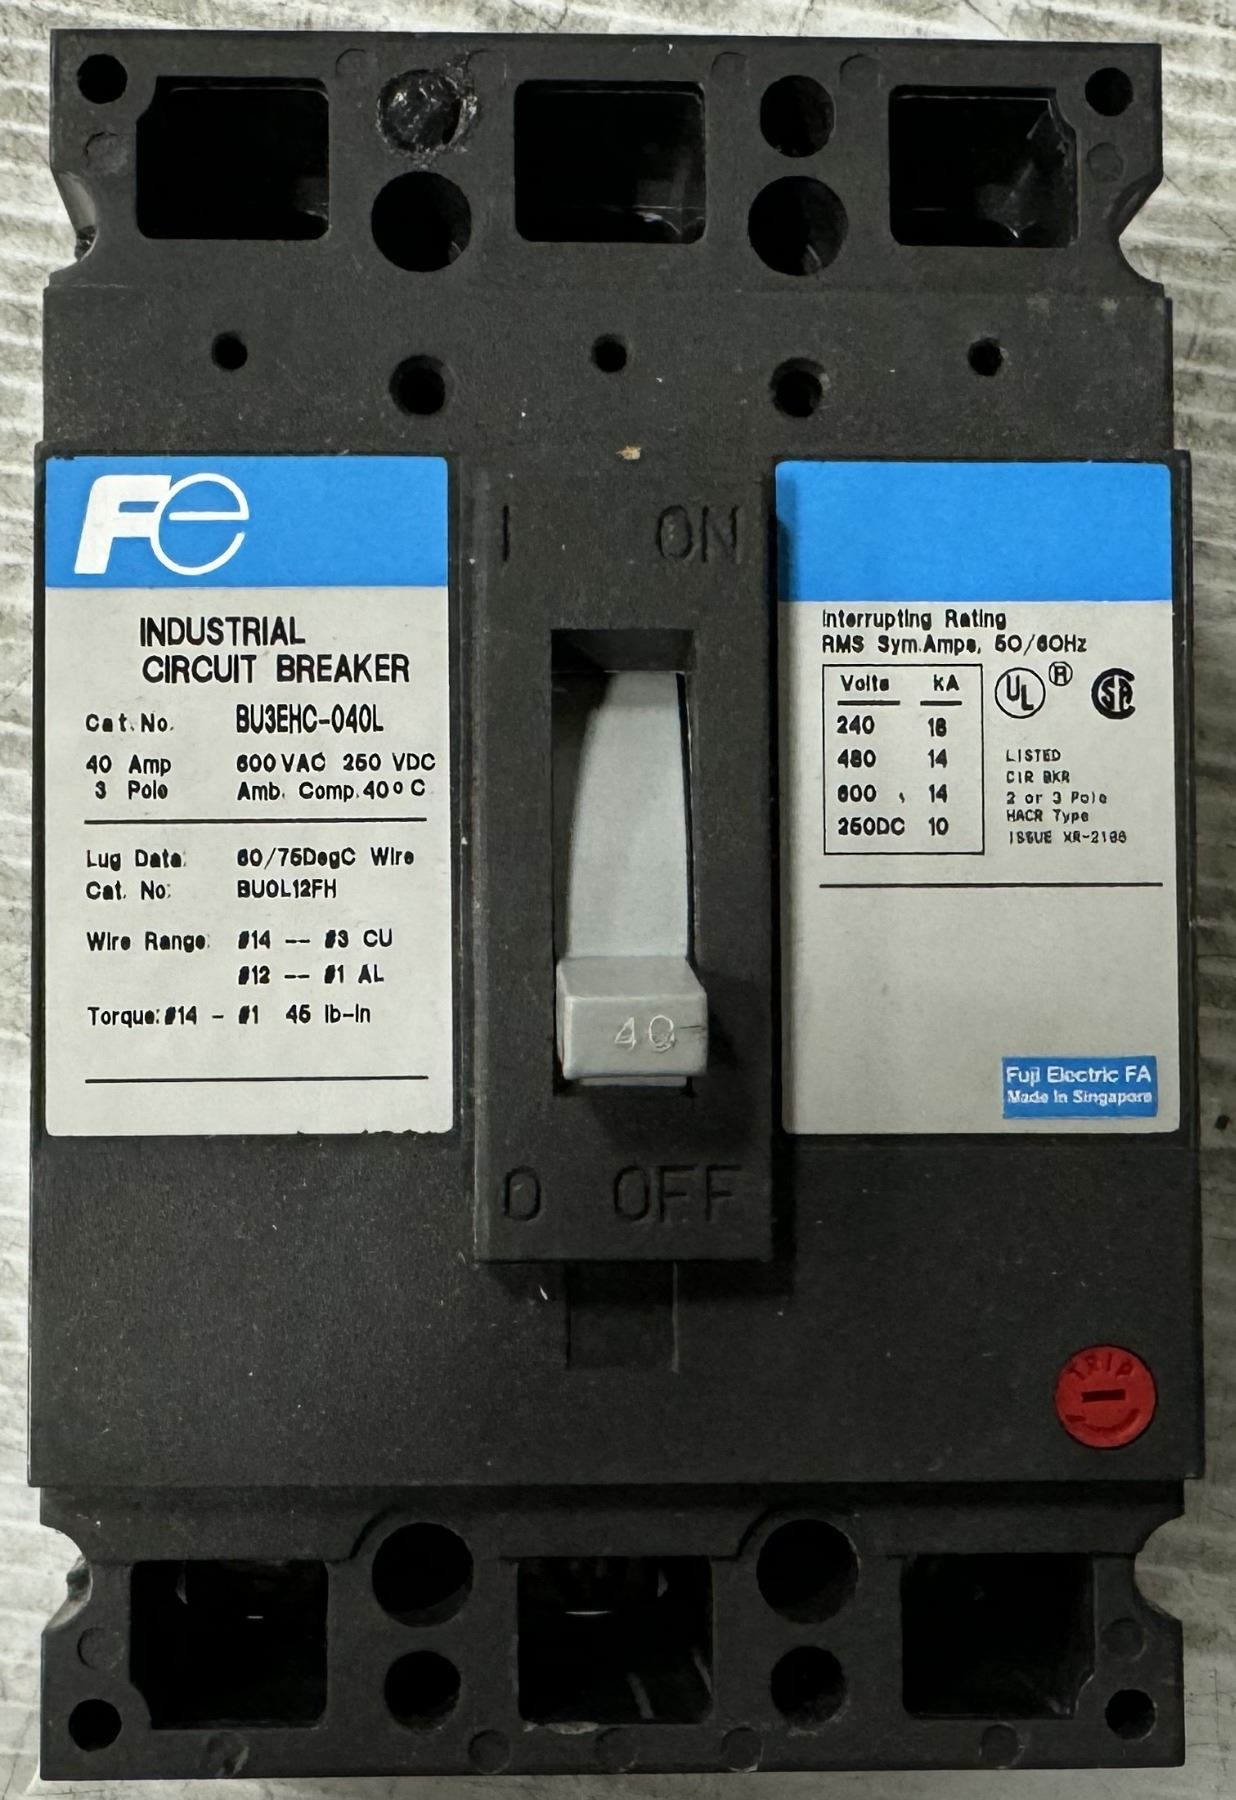 Fe
INDUSTRIAL
CIRCUIT BREAKER
Cat. No. BU3EHC-040L
40 Amp 600 VAC 250 VDC
3 Pole Amb. Comp. 40° C
Lug Data: 60/75DegC Wire
Cat. No: BU0L12FH
Wire Range: #14 -- #3 CU
#12 -- #1 AL
Torque: #14 - #1 45 lb-in
I ON
40
O OFF
Interrupting Rating
RMS Sym. Amps, 50/60Hz
Volts kA
240 18
480 14
600 14
250DC 10
UL ®
SA
LISTED
CIR BKR
2 or 3 Pole
HACR Type
ISSUE XR-2198
Fuji Electric FA
Made In Singapore
TRIP